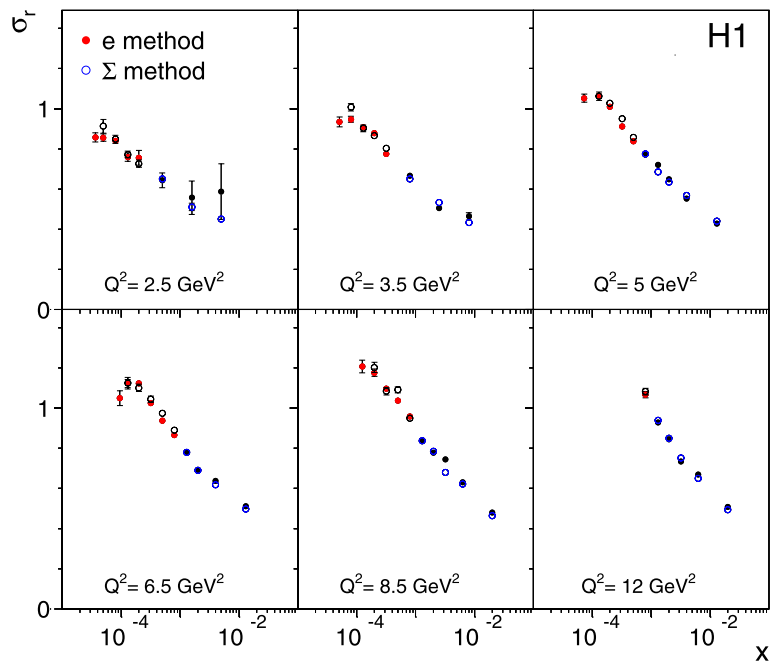 σr
H1
e method
Σ method
1
Q²= 2.5 GeV²
Q²= 3.5 GeV²
Q²= 5 GeV²
0
1
Q²= 6.5 GeV²
Q²= 8.5 GeV²
Q²= 12 GeV²
0
10⁻⁴ 10⁻² 10⁻⁴ 10⁻² 10⁻⁴ 10⁻²
x